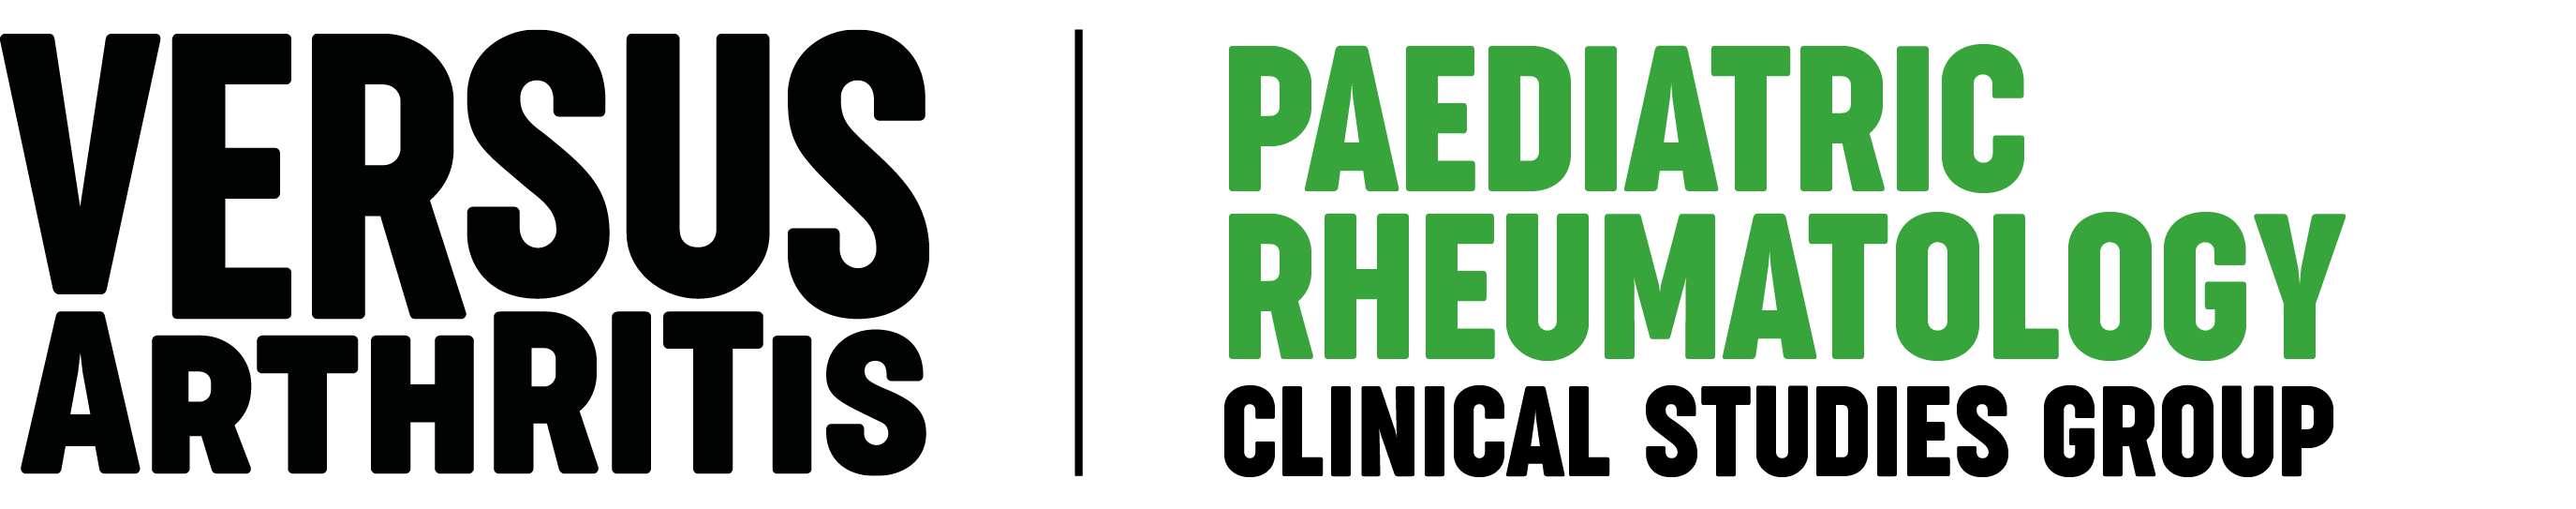 VERSUS
ARTHRITIS
PAEDIATRIC
RHEUMATOLOGY
CLINICAL STUDIES GROUP